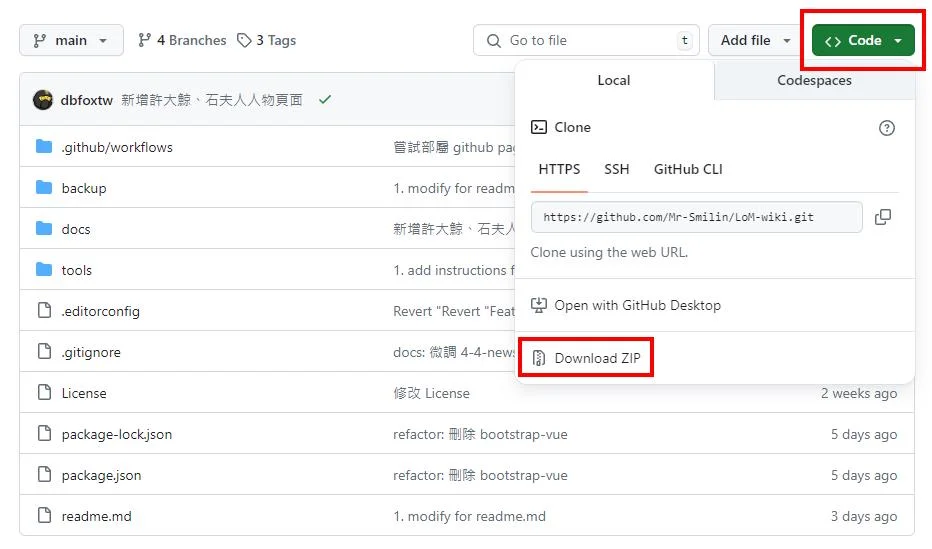 main 4 Branches 3 Tags Go to file t Add file <> Code
dbfoxtw 新增許大鯨、石夫人人物頁面
Local Codespaces
Clone
HTTPS SSH GitHub CLI
https://github.com/Mr-Smilin/LoM-wiki.git
Clone using the web URL.
Open with GitHub Desktop
Download ZIP
.github/workflows 嘗試部屬 github pag
backup 1. modify for readm
docs 新增許大鯨、石夫人
tools 1. add instructions f
.editorconfig Revert "Revert "Feat
.gitignore docs: 微調 4-4-news
License 修改 License 2 weeks ago
package-lock.json refactor: 刪除 bootstrap-vue 5 days ago
package.json refactor: 刪除 bootstrap-vue 5 days ago
readme.md 1. modify for readme.md 3 days ago